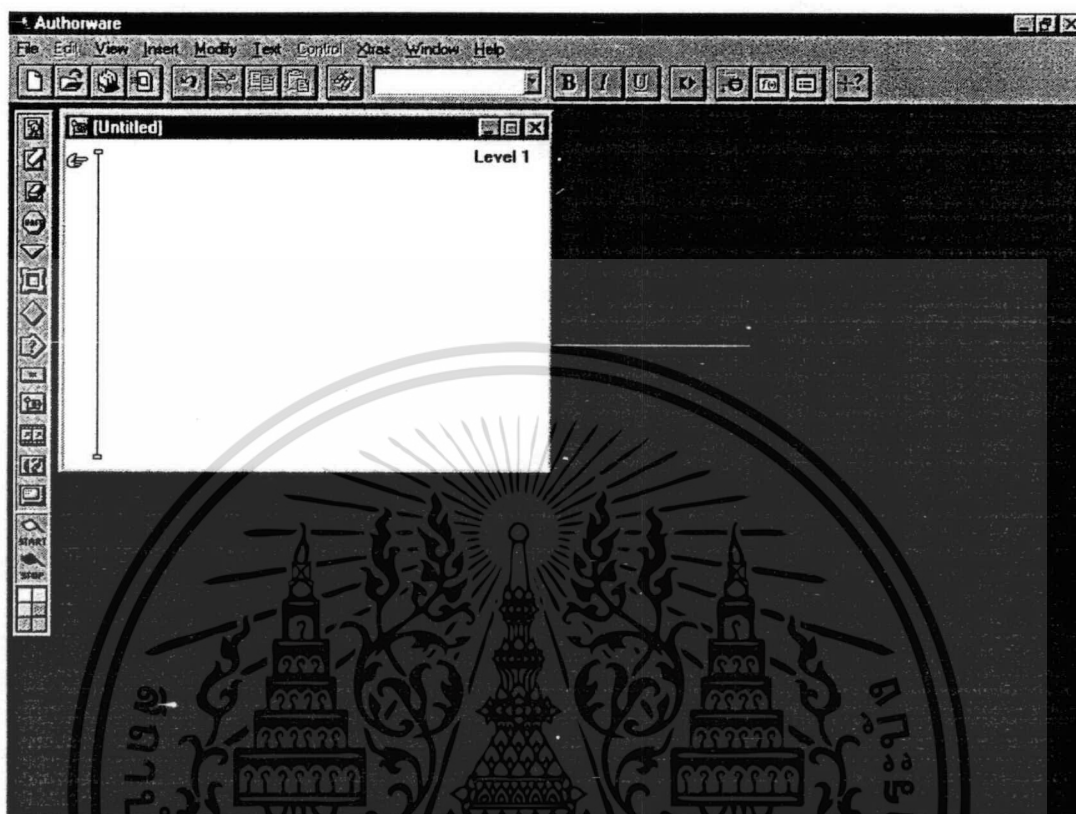 Authorware
File Edit View Insert Modify Text Control Xtras Window Help
B I U
[Untitled]
Level 1
START
STOP